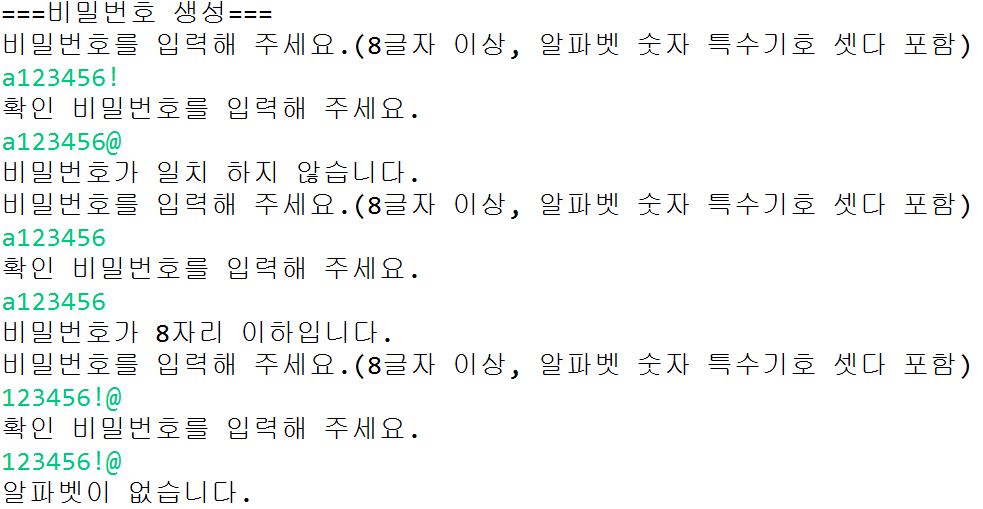 ===비밀번호 생성===
비밀번호를 입력해 주세요.(8글자 이상, 알파벳 숫자 특수기호 셋다 포함)
a123456!
확인 비밀번호를 입력해 주세요.
a123456@
비밀번호가 일치 하지 않습니다.
비밀번호를 입력해 주세요.(8글자 이상, 알파벳 숫자 특수기호 셋다 포함)
a123456
확인 비밀번호를 입력해 주세요.
a123456
비밀번호가 8자리 이하입니다.
비밀번호를 입력해 주세요.(8글자 이상, 알파벳 숫자 특수기호 셋다 포함)
123456!@
확인 비밀번호를 입력해 주세요.
123456!@
알파벳이 없습니다.